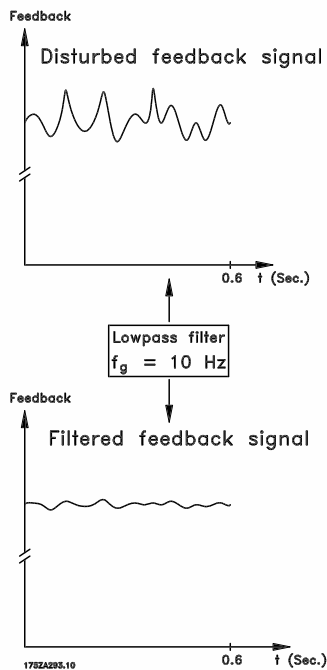 Feedback
Disturbed feedback signal
0.6 t (Sec.)
Lowpass filter
fg = 10 Hz
Feedback
Filtered feedback signal
175ZA293.10
0.6 t (Sec.)